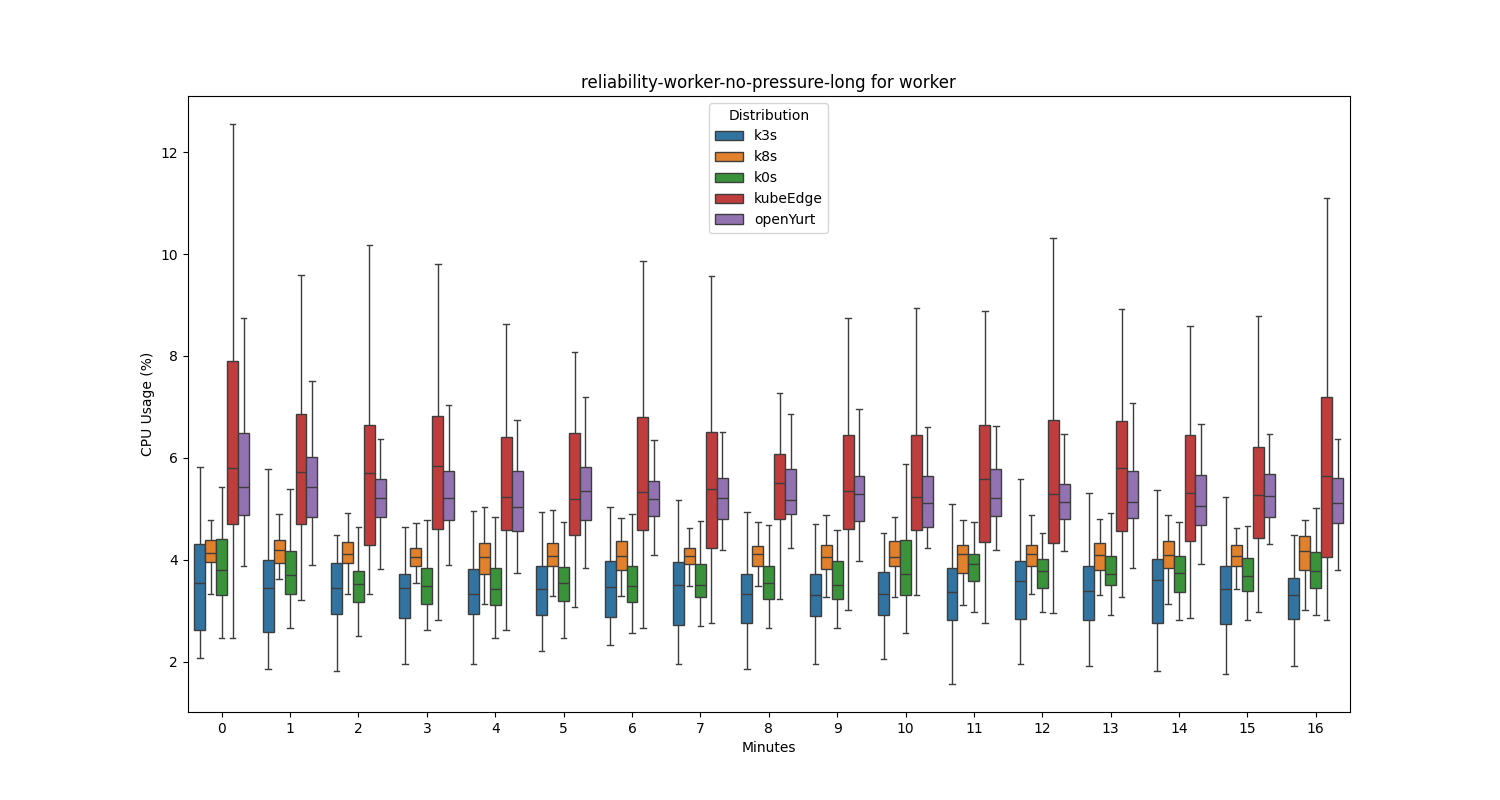 reliability-worker-no-pressure-long for worker
Distribution
k3s
k8s
k0s
kubeEdge
openYurt
CPU Usage (%)
12
10
8
6
4
2
0 1 2 3 4 5 6 7 8 9 10 11 12 13 14 15 16
Minutes